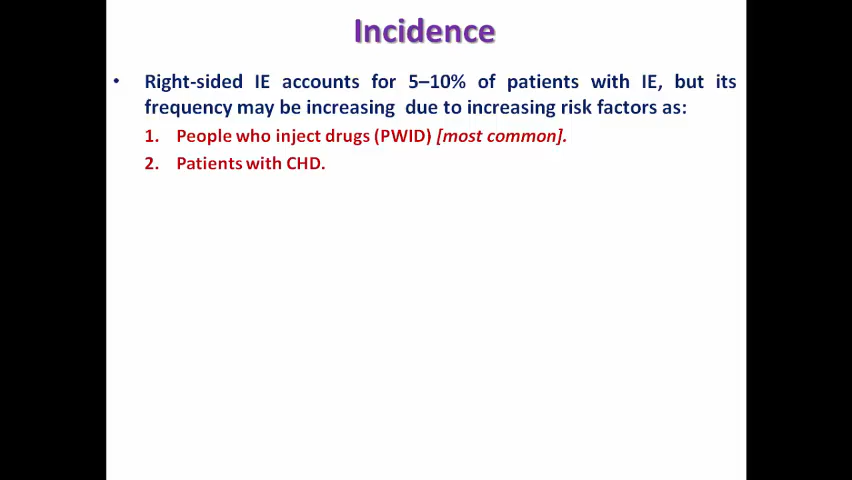 Incidence
• Right-sided IE accounts for 5–10% of patients with IE, but its
frequency may be increasing due to increasing risk factors as:
1. People who inject drugs (PWID) [most common].
2. Patients with CHD.